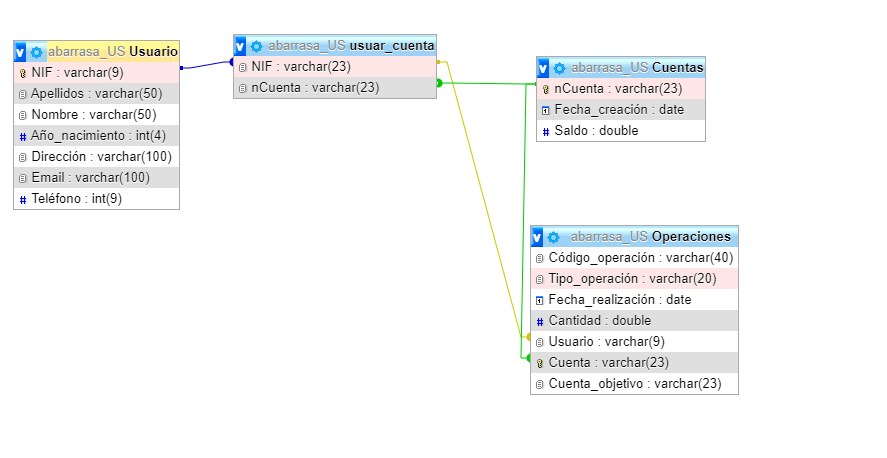 abarrasa_US Usuario
NIF : varchar(9)
Apellidos : varchar(50)
Nombre : varchar(50)
# Año_nacimiento : int(4)
Dirección : varchar(100)
Email : varchar(100)
# Teléfono : int(9)
abarrasa_US usuar_cuenta
NIF : varchar(23)
nCuenta : varchar(23)
abarrasa_US Cuentas
nCuenta : varchar(23)
Fecha_creación : date
# Saldo : double
abarrasa_US Operaciones
Código_operación : varchar(40)
Tipo_operación : varchar(20)
Fecha_realización : date
# Cantidad : double
Usuario : varchar(9)
Cuenta : varchar(23)
Cuenta_objetivo : varchar(23)